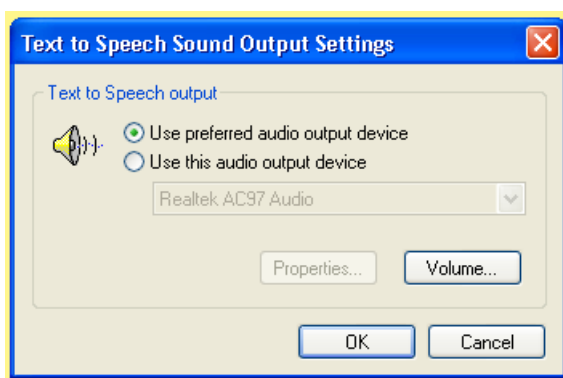 Text to Speech Sound Output Settings
Text to Speech output
Use preferred audio output device
Use this audio output device
Realtek AC97 Audio
Properties... Volume...
OK Cancel